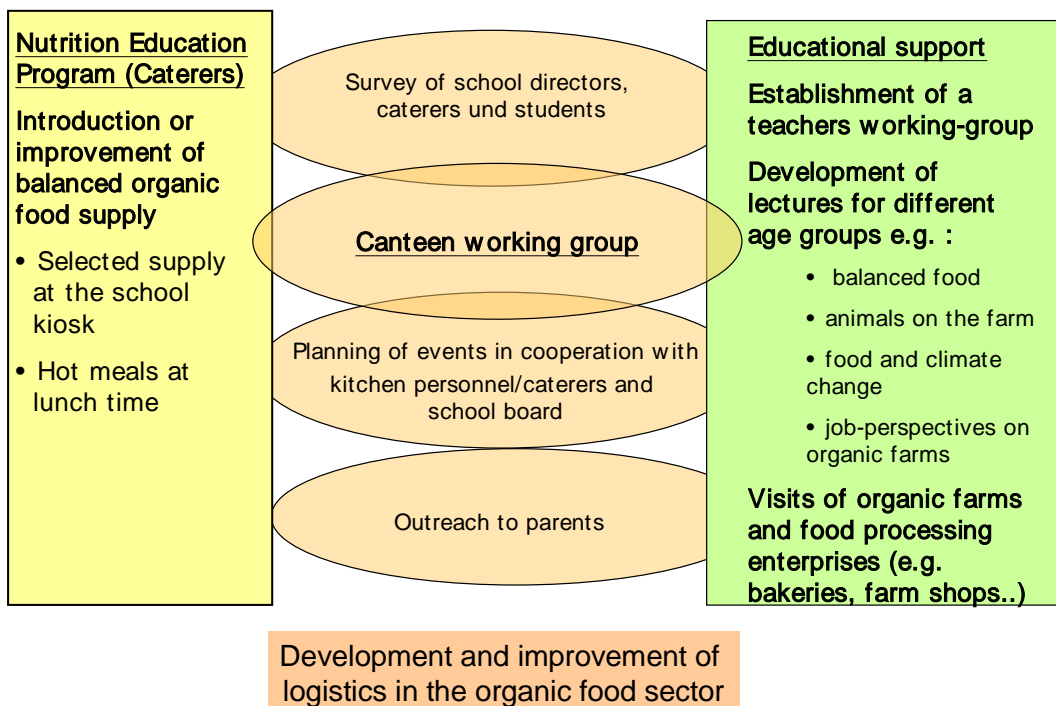 Nutrition Education
Program (Caterers)
Introduction or
improvement of
balanced organic
food supply
• Selected supply
at the school
kiosk
• Hot meals at
lunch time
Survey of school directors,
caterers und students
Canteen working group
Planning of events in cooperation with
kitchen personnel/caterers and
school board
Outreach to parents
Educational support
Establishment of a
teachers working-group
Development of
lectures for different
age groups e.g. :
• balanced food
• animals on the farm
• food and climate
change
• job-perspectives on
organic farms
Visits of organic farms
and food processing
enterprises (e.g.
bakeries, farm shops..)
Development and improvement of
logistics in the organic food sector